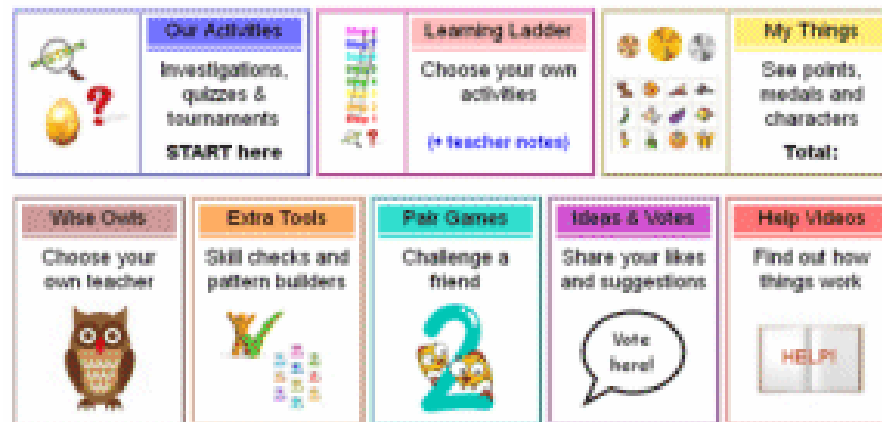 Our Activities
Investigations,
quizzes &
tournaments
START here
Learning Ladder
Choose your own
activities
(+ teacher notes)
My Things
See points,
medals and
characters
Total:
Wise Owls
Choose your
own teacher
Extra Tools
Skill checks and
pattern builders
Pair Games
Challenge a
friend
2
Ideas & Votes
Share your likes
and suggestions
Vote
here!
Help Videos
Find out how
things work
HELP!